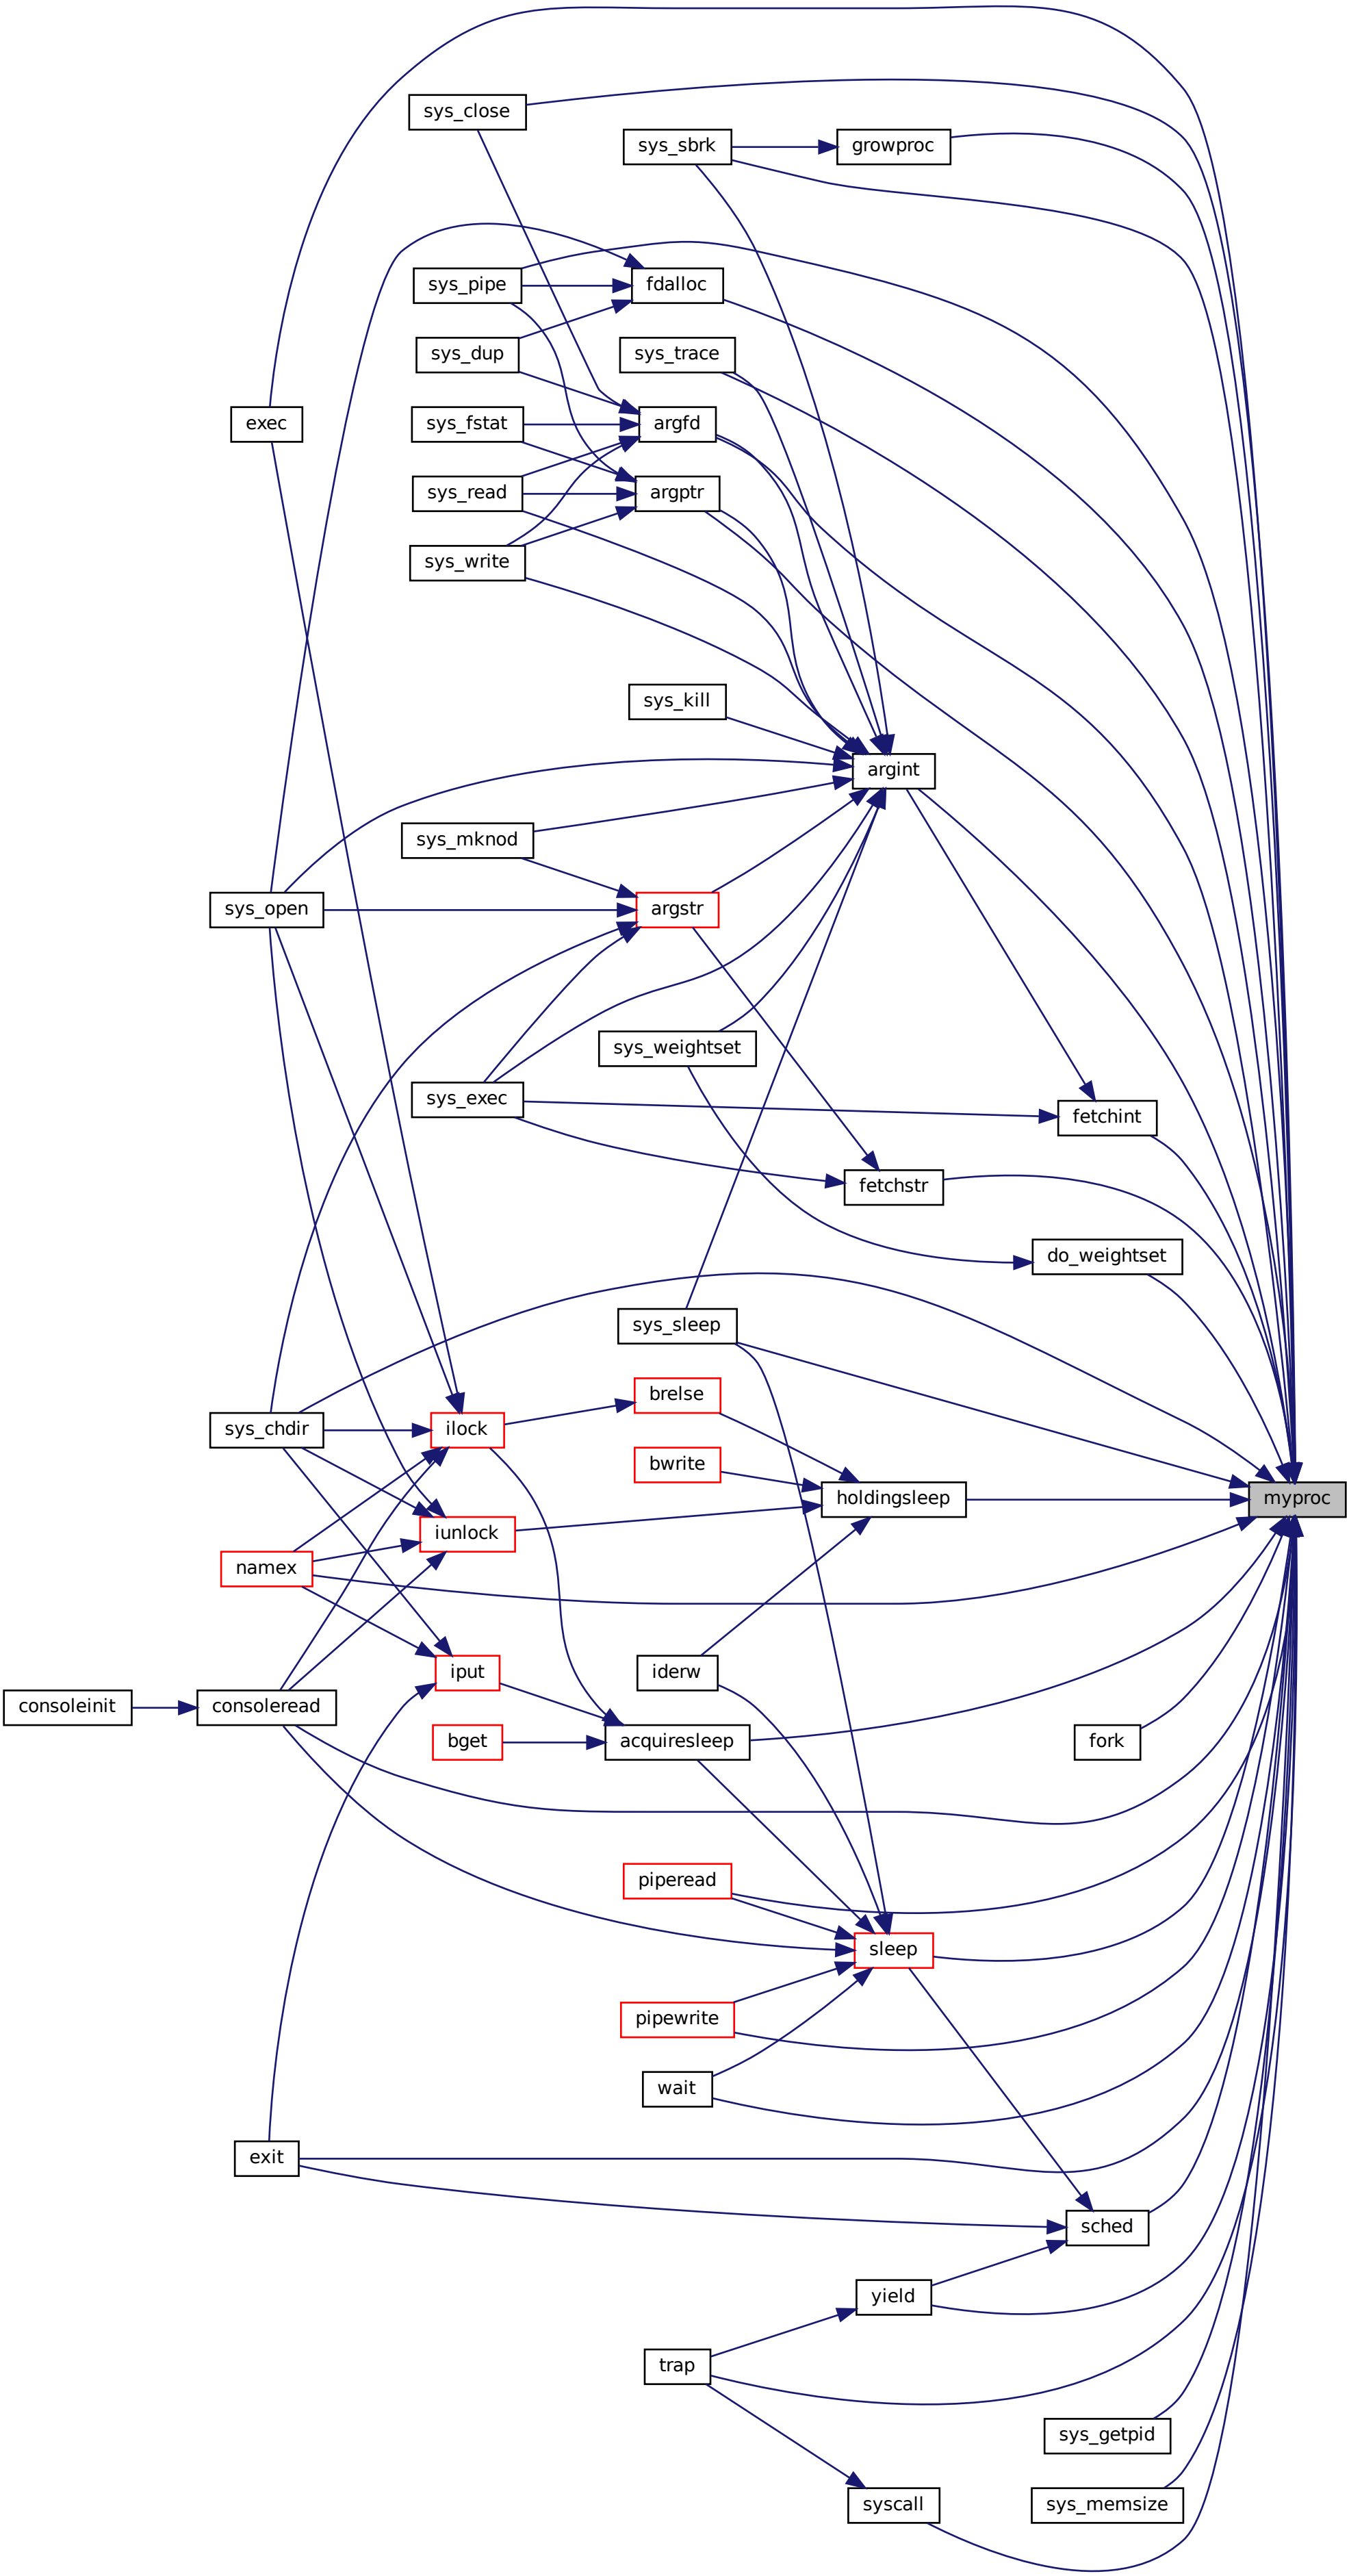 sys_close
sys_sbrk
growproc
sys_pipe
fdalloc
sys_dup
sys_trace
exec
sys_fstat
argfd
sys_read
argptr
sys_write
sys_kill
argint
sys_mknod
sys_open
argstr
sys_weightset
sys_exec
fetchint
fetchstr
do_weightset
sys_sleep
brelse
sys_chdir
ilock
bwrite
holdingsleep
myproc
iunlock
namex
iput
iderw
consoleinit
consoleread
bget
acquiresleep
fork
piperead
sleep
pipewrite
wait
exit
sched
yield
trap
sys_getpid
syscall
sys_memsize